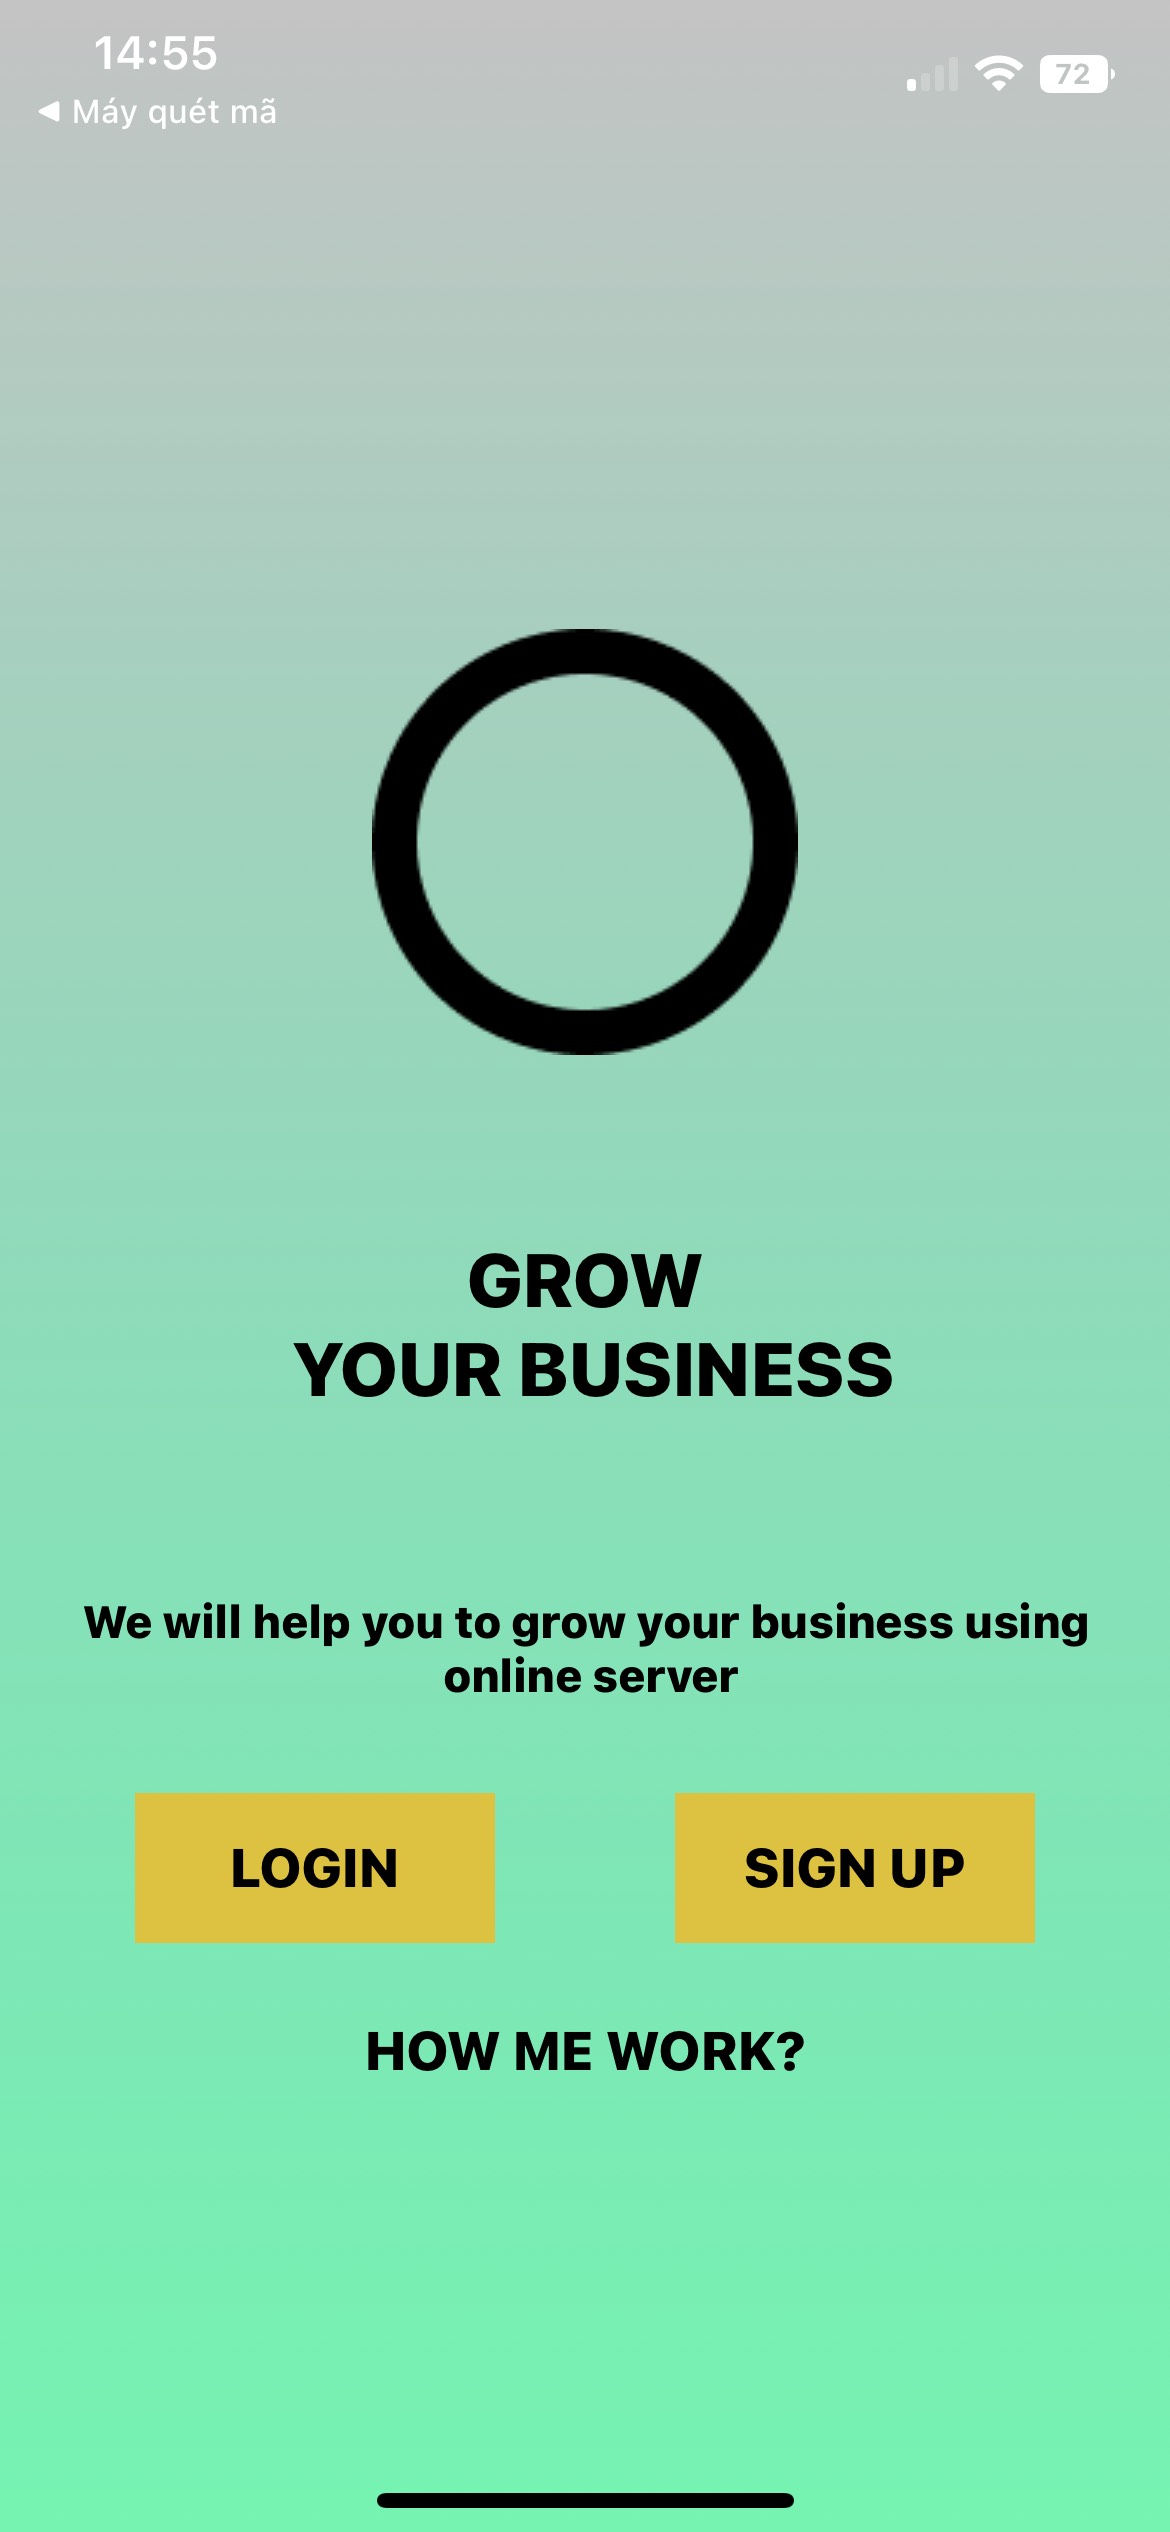 14:55
72
◀ Máy quét mã
GROW
YOUR BUSINESS
We will help you to grow your business using
online server
LOGIN
SIGN UP
HOW ME WORK?